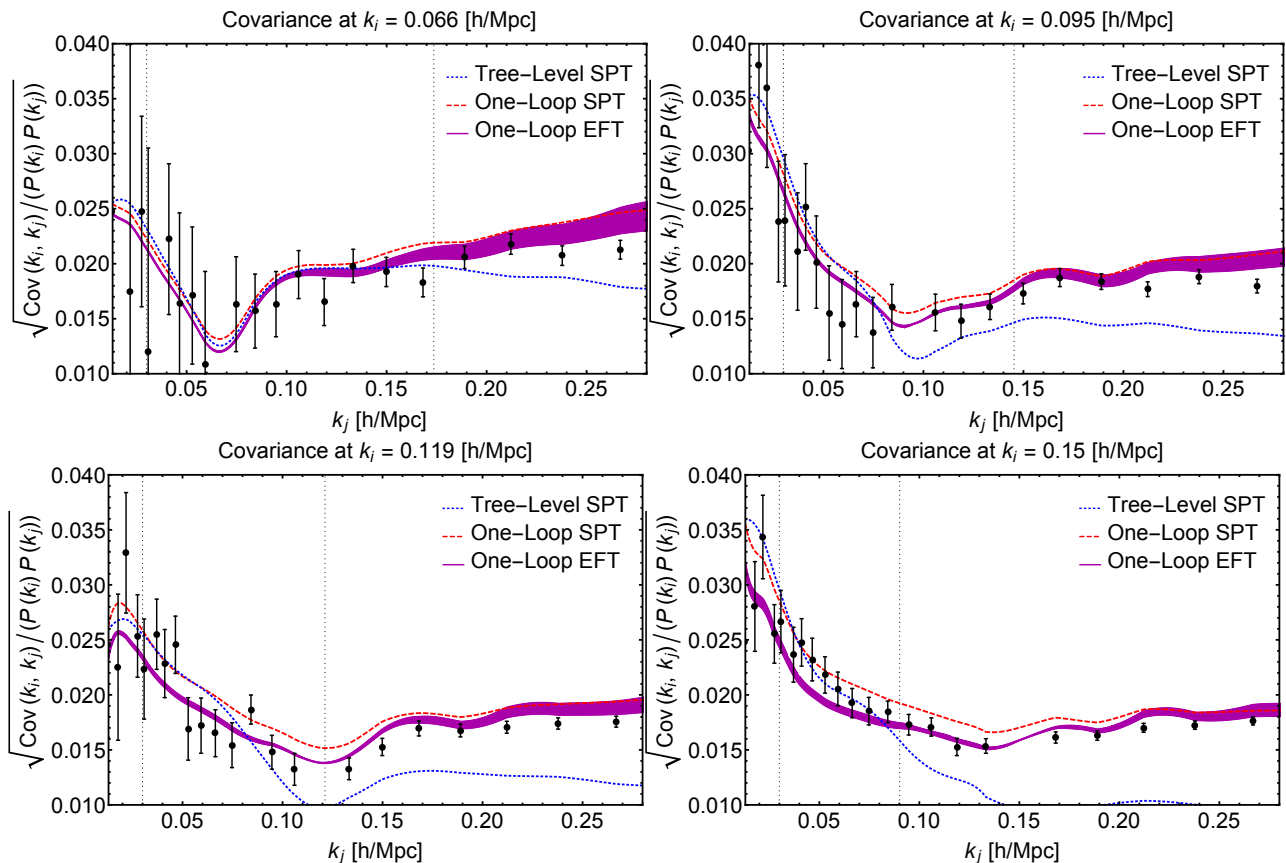 Covariance at k_i = 0.066 [h/Mpc]
√Cov (k_i, k_j) / (P (k_i) P (k_j))
0.040
0.035
0.030
0.025
0.020
0.015
0.010
Tree-Level SPT
One-Loop SPT
One-Loop EFT
0.05 0.10 0.15 0.20 0.25
k_j [h/Mpc]
Covariance at k_i = 0.095 [h/Mpc]
√Cov (k_i, k_j) / (P (k_i) P (k_j))
0.040
0.035
0.030
0.025
0.020
0.015
0.010
Tree-Level SPT
One-Loop SPT
One-Loop EFT
0.05 0.10 0.15 0.20 0.25
k_j [h/Mpc]
Covariance at k_i = 0.119 [h/Mpc]
√Cov (k_i, k_j) / (P (k_i) P (k_j))
0.040
0.035
0.030
0.025
0.020
0.015
0.010
Tree-Level SPT
One-Loop SPT
One-Loop EFT
0.05 0.10 0.15 0.20 0.25
k_j [h/Mpc]
Covariance at k_i = 0.15 [h/Mpc]
√Cov (k_i, k_j) / (P (k_i) P (k_j))
0.040
0.035
0.030
0.025
0.020
0.015
0.010
Tree-Level SPT
One-Loop SPT
One-Loop EFT
0.05 0.10 0.15 0.20 0.25
k_j [h/Mpc]